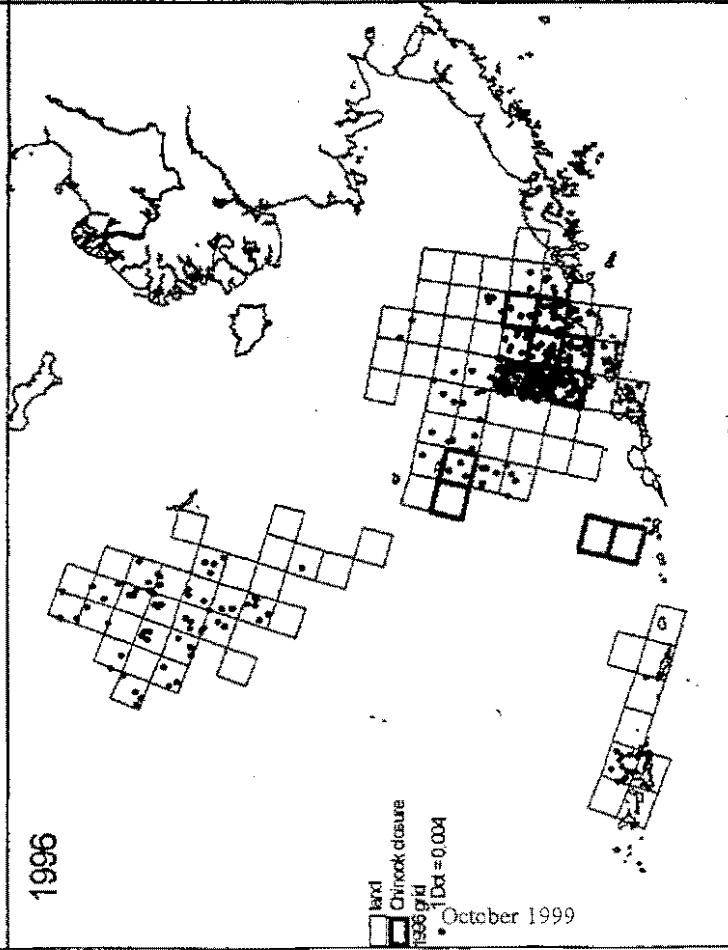 1996
land
Chinook closure
1996 grid
1 Dot = 0.004
October 1999